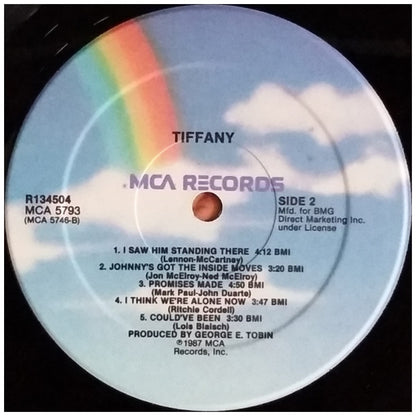 TIFFANY
MCA RECORDS
R134504
MCA 5793
(MCA 5746-B)
SIDE 2
Mfd. for BMG
Direct Marketing Inc.
under License
1. I SAW HIM STANDING THERE 4:12 BMI
(Lennon-McCartney)
2. JOHNNY'S GOT THE INSIDE MOVES 3:20 BMI
(Jon McElroy-Ned McElroy)
3. PROMISES MADE 4:50 BMI
(Mark Paul-John Duarte)
4. I THINK WE'RE ALONE NOW 3:47 BMI
(Ritchie Cordell)
5. COULD'VE BEEN 3:30 BMI
(Lois Blaisch)
PRODUCED BY GEORGE E. TOBIN
℗1987 MCA
Records, Inc.